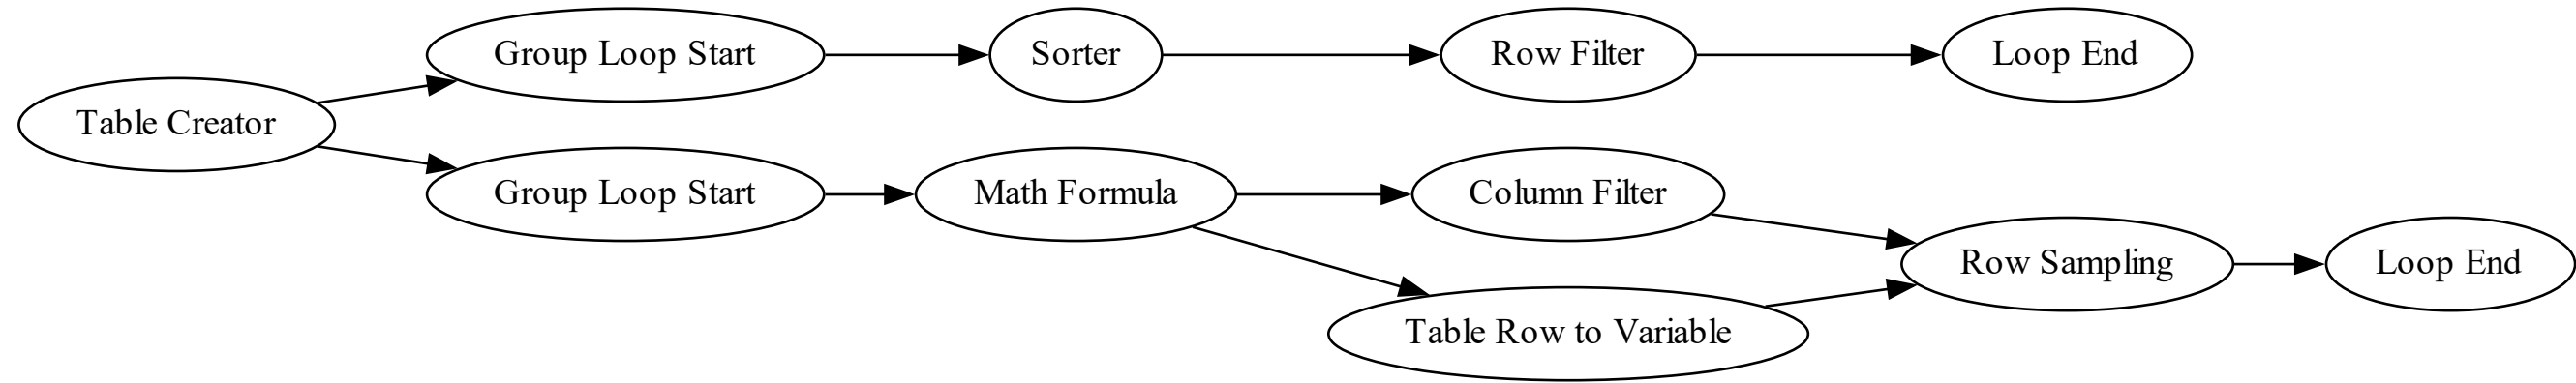 Group Loop Start
Sorter
Row Filter
Loop End
Table Creator
Group Loop Start
Math Formula
Column Filter
Row Sampling
Loop End
Table Row to Variable